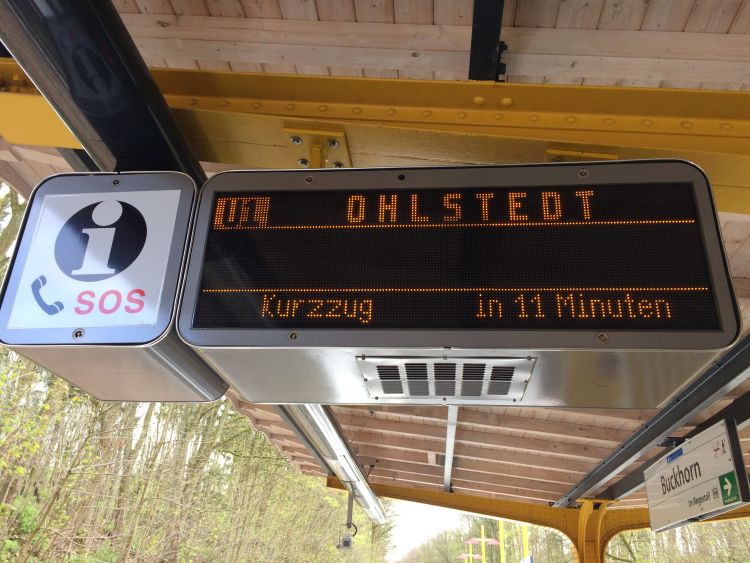 i
SOS
U1 OHLSTEDT
Kurzzug in 11 Minuten
Buckhorn